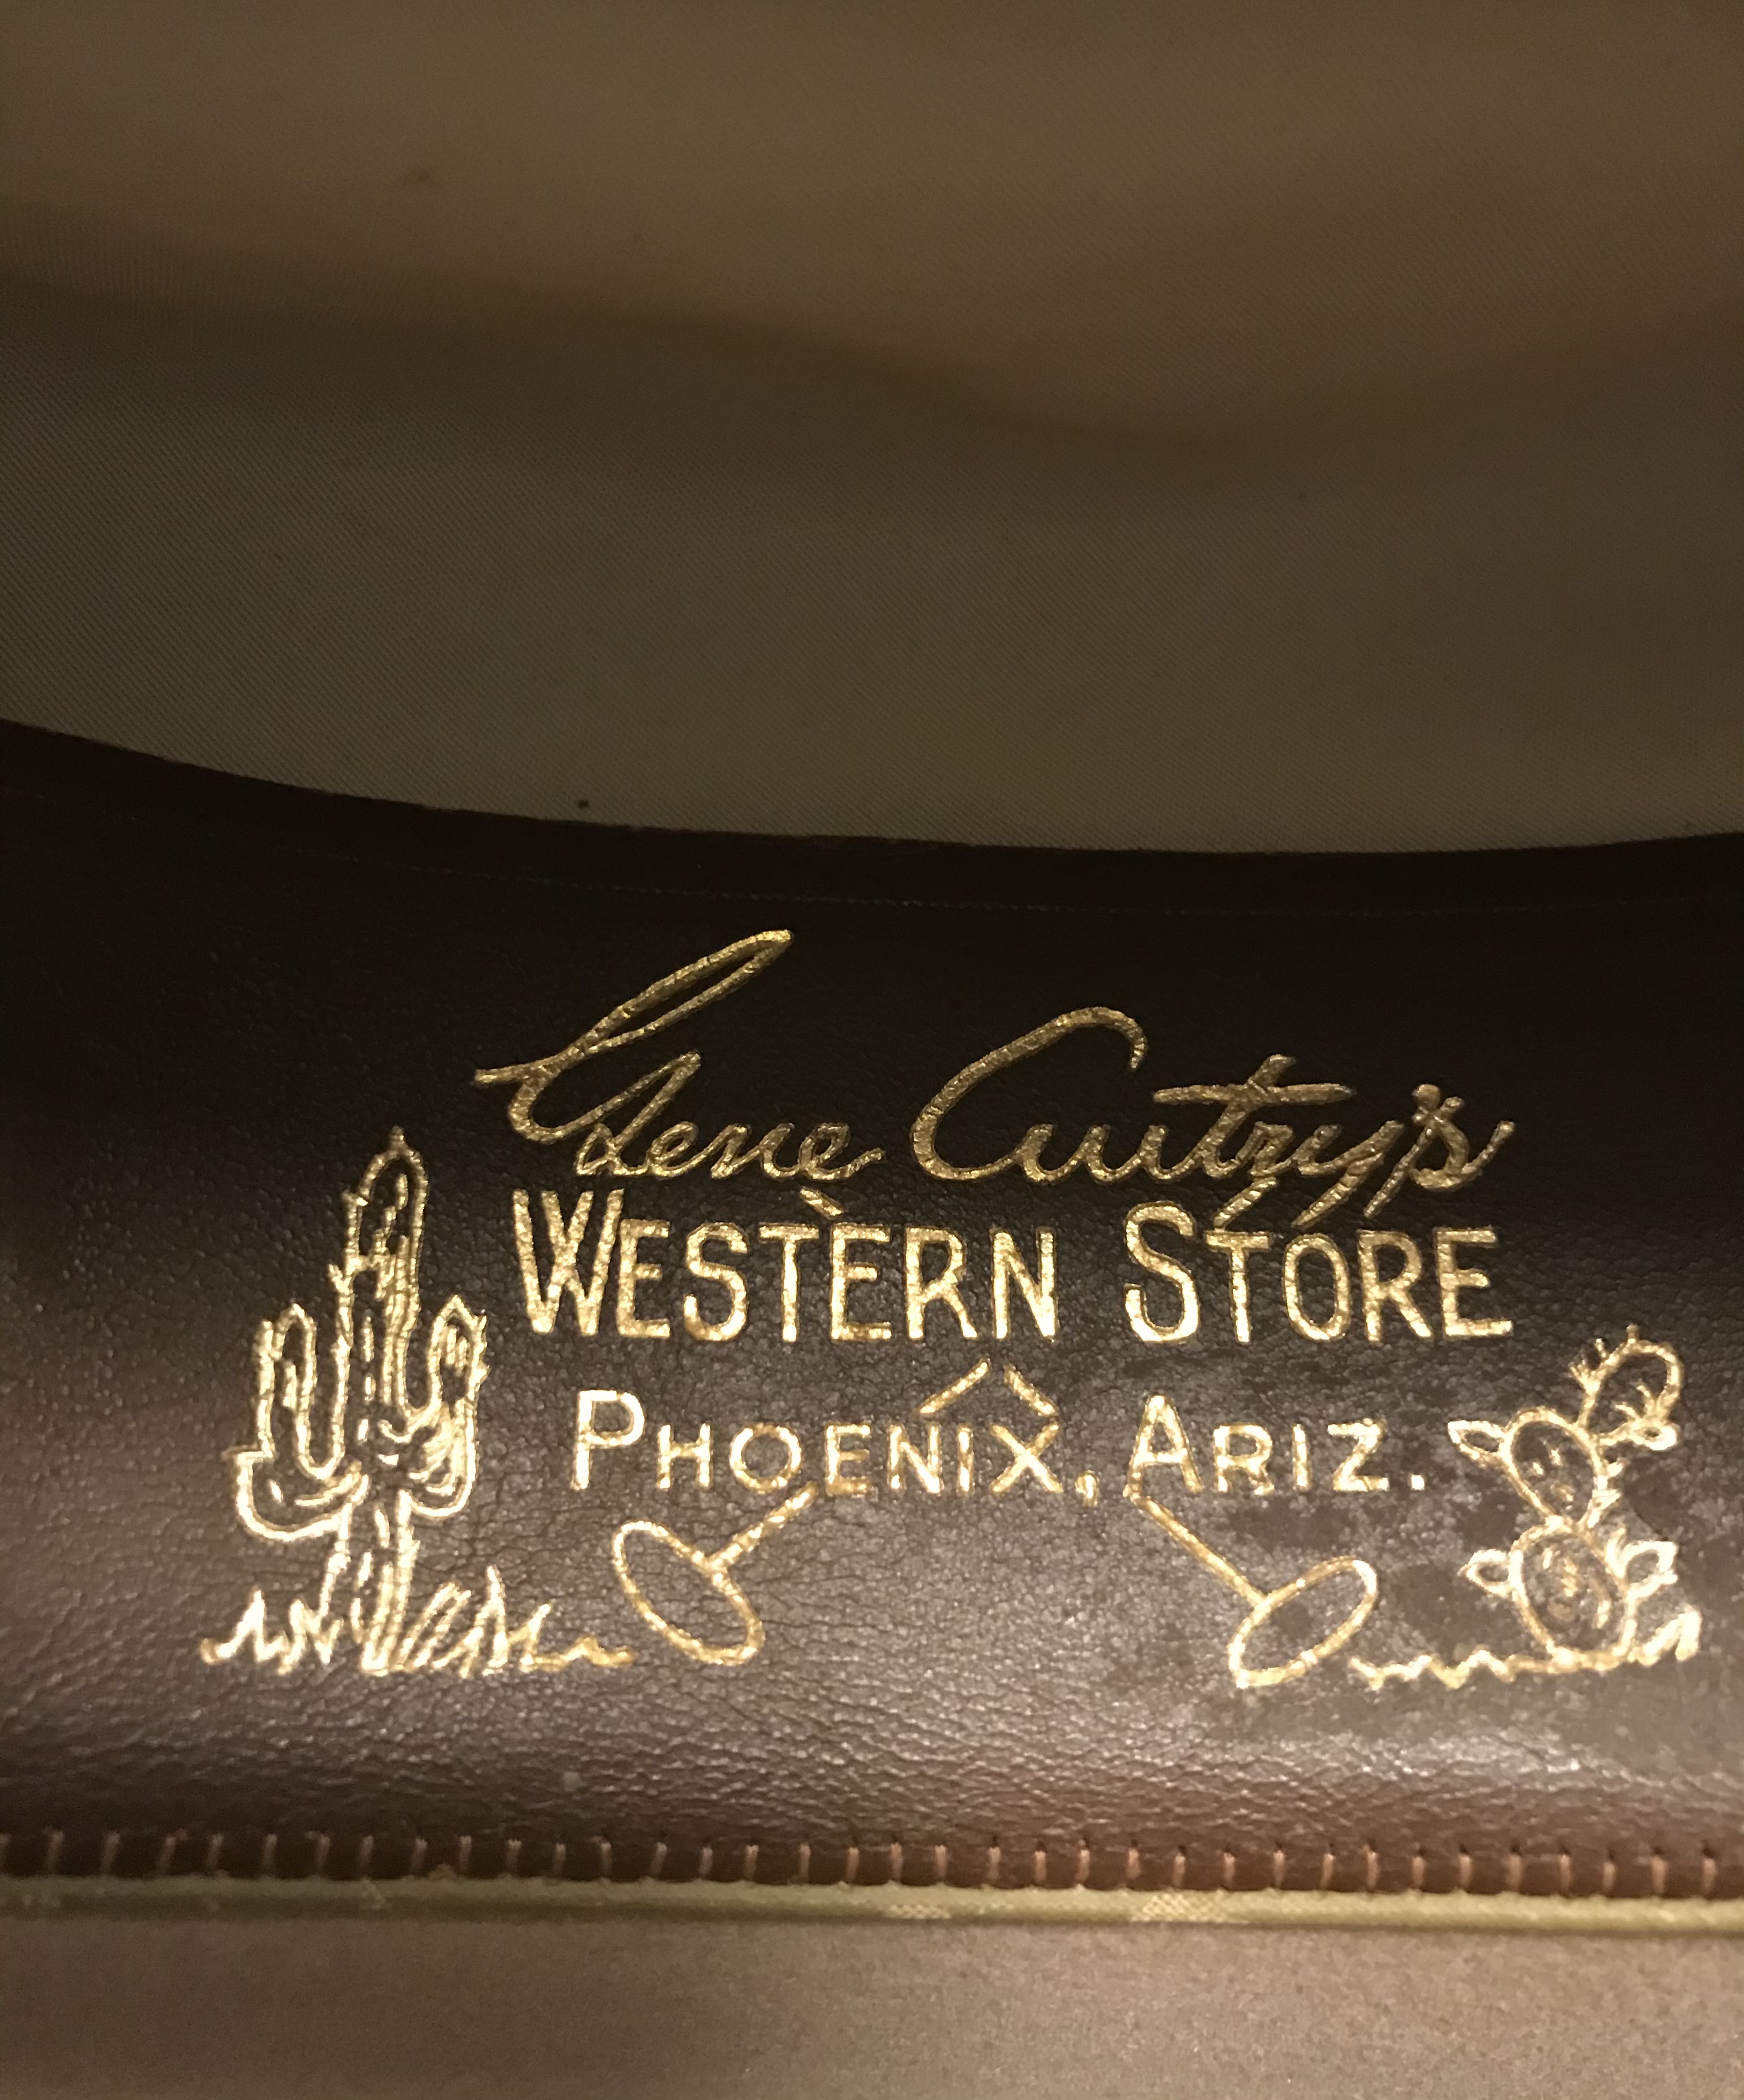 Gene Autry's
WESTERN STORE
PHOENIX, ARIZ.